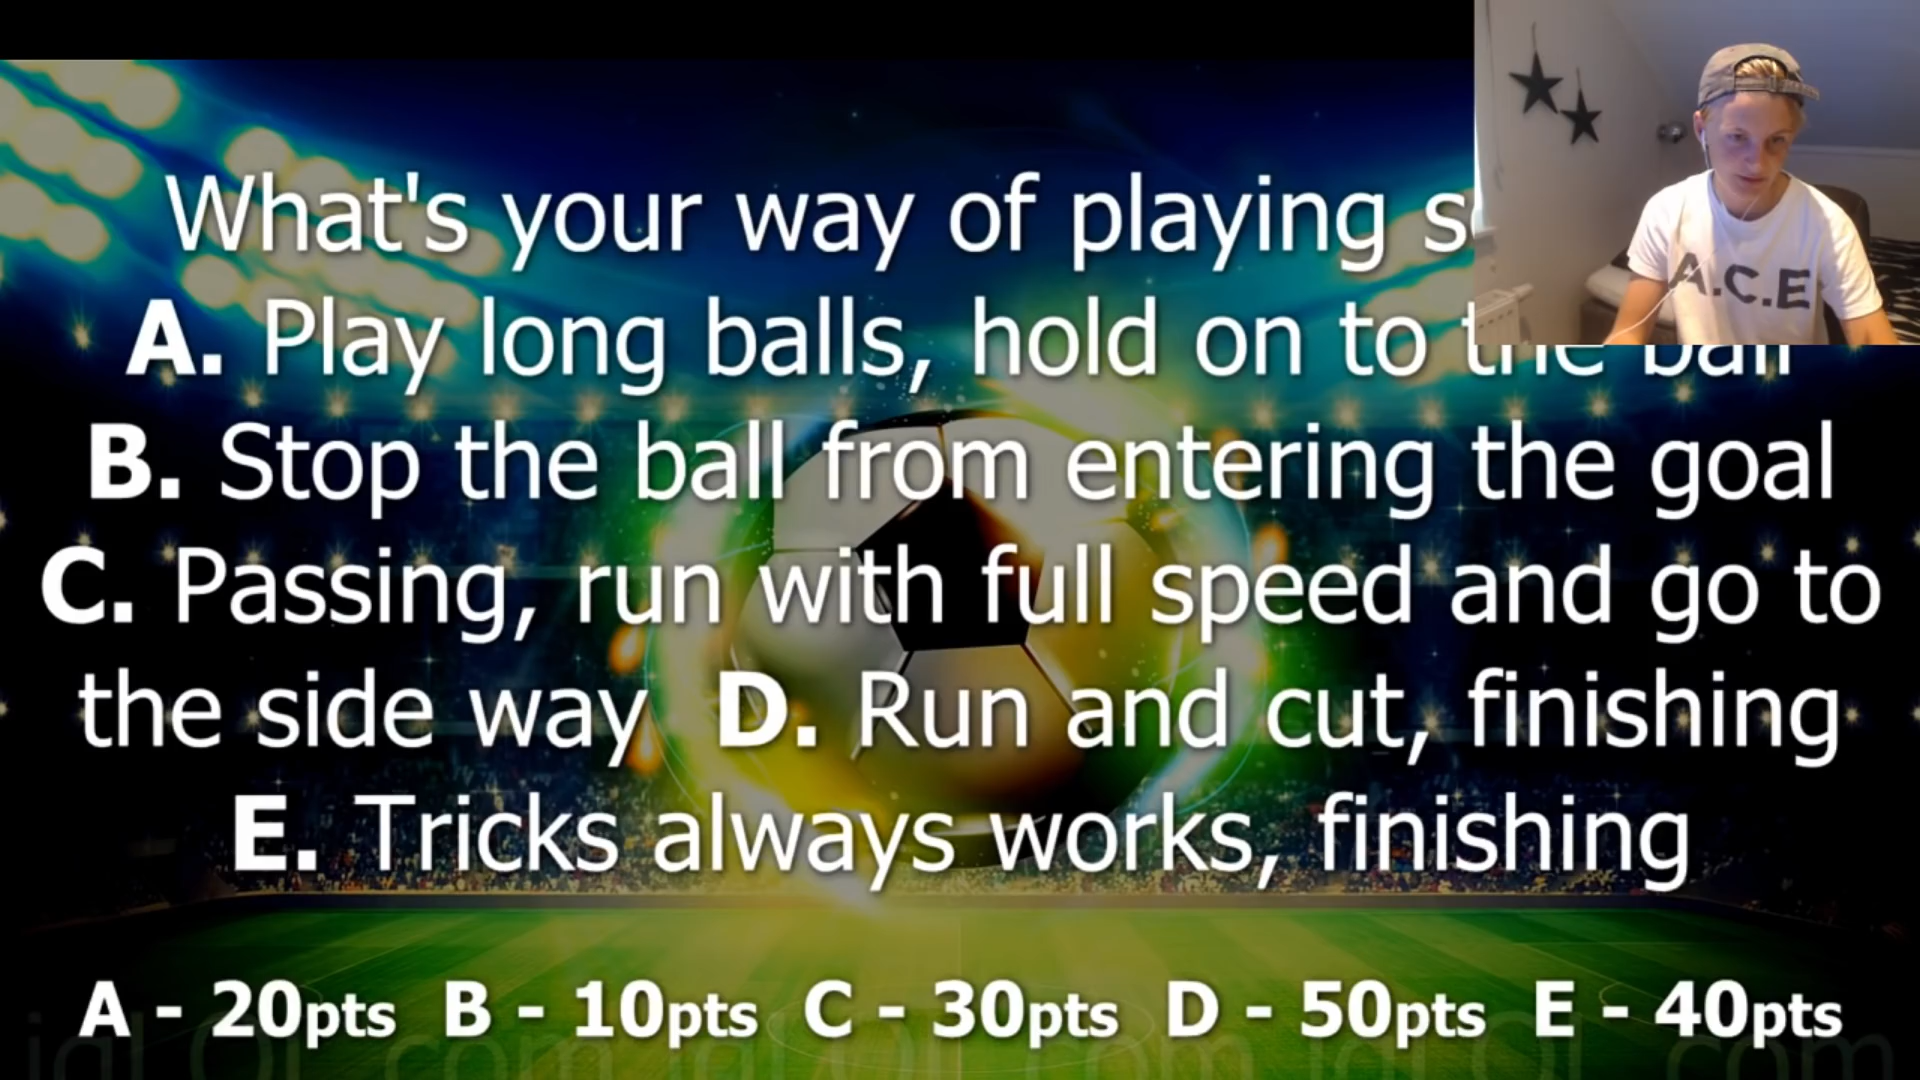 What's your way of playing
A. Play long balls, hold on to the ball
B. Stop the ball from entering the goal
C. Passing, run with full speed and go to
the side way D. Run and cut, finishing
E. Tricks always works, finishing
A - 20pts B - 10pts C - 30pts D - 50pts E - 40pts
A.C.E